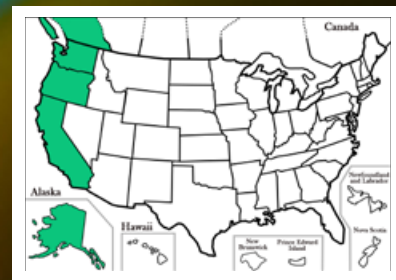 Canada
Alaska
Hawaii
New
Brunswick
Prince Edward
Island
Newfoundland
and Labrador
Nova Scotia